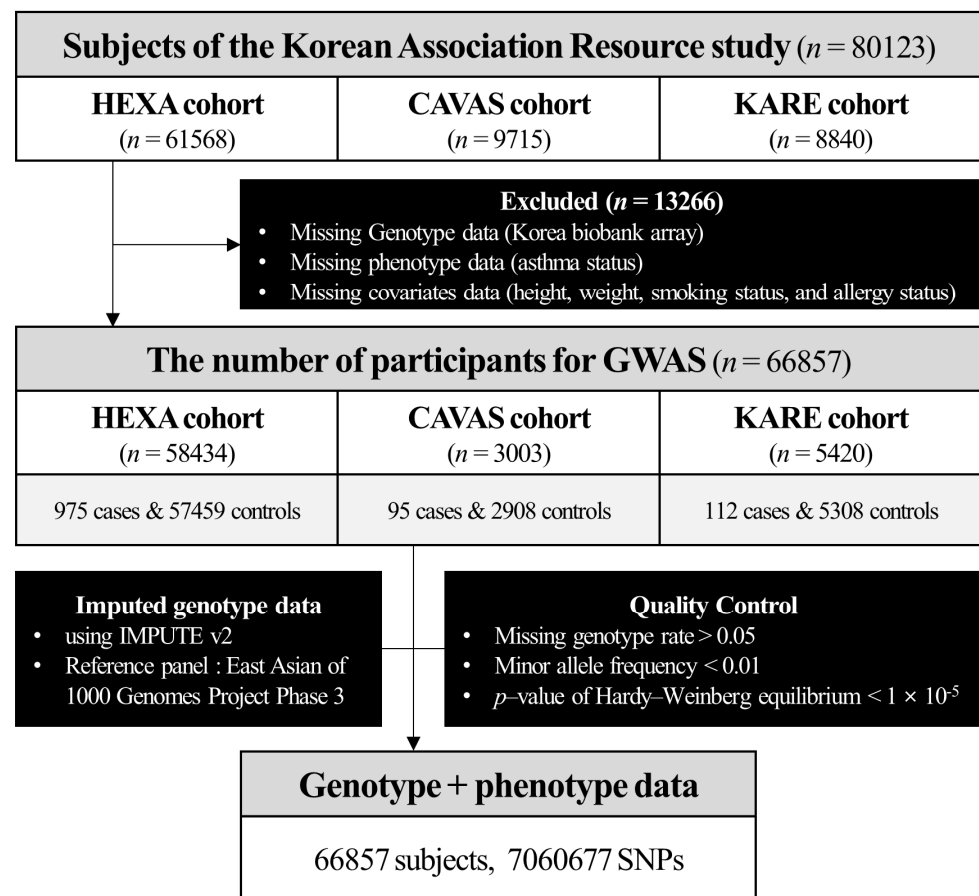 Subjects of the Korean Association Resource study (n = 80123)
HEXA cohort
(n = 61568)
CAVAS cohort
(n = 9715)
KARE cohort
(n = 8840)
Excluded (n = 13266)
• Missing Genotype data (Korea biobank array)
• Missing phenotype data (asthma status)
• Missing covariates data (height, weight, smoking status, and allergy status)
The number of participants for GWAS (n = 66857)
HEXA cohort
(n = 58434)
975 cases & 57459 controls
CAVAS cohort
(n = 3003)
95 cases & 2908 controls
KARE cohort
(n = 5420)
112 cases & 5308 controls
Imputed genotype data
• using IMPUTE v2
• Reference panel : East Asian of
1000 Genomes Project Phase 3
Quality Control
• Missing genotype rate > 0.05
• Minor allele frequency < 0.01
• p–value of Hardy–Weinberg equilibrium < 1 × 10⁻⁵
Genotype + phenotype data
66857 subjects, 7060677 SNPs